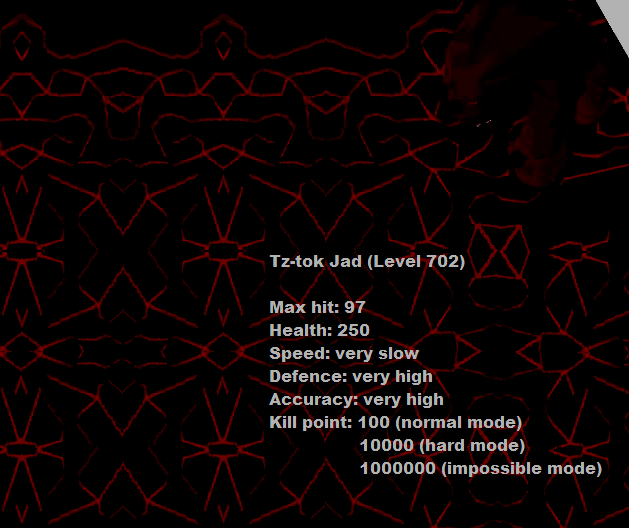 Tz-tok Jad (Level 702)
Max hit: 97
Health: 250
Speed: very slow
Defence: very high
Accuracy: very high
Kill point: 100 (normal mode)
10000 (hard mode)
1000000 (impossible mode)